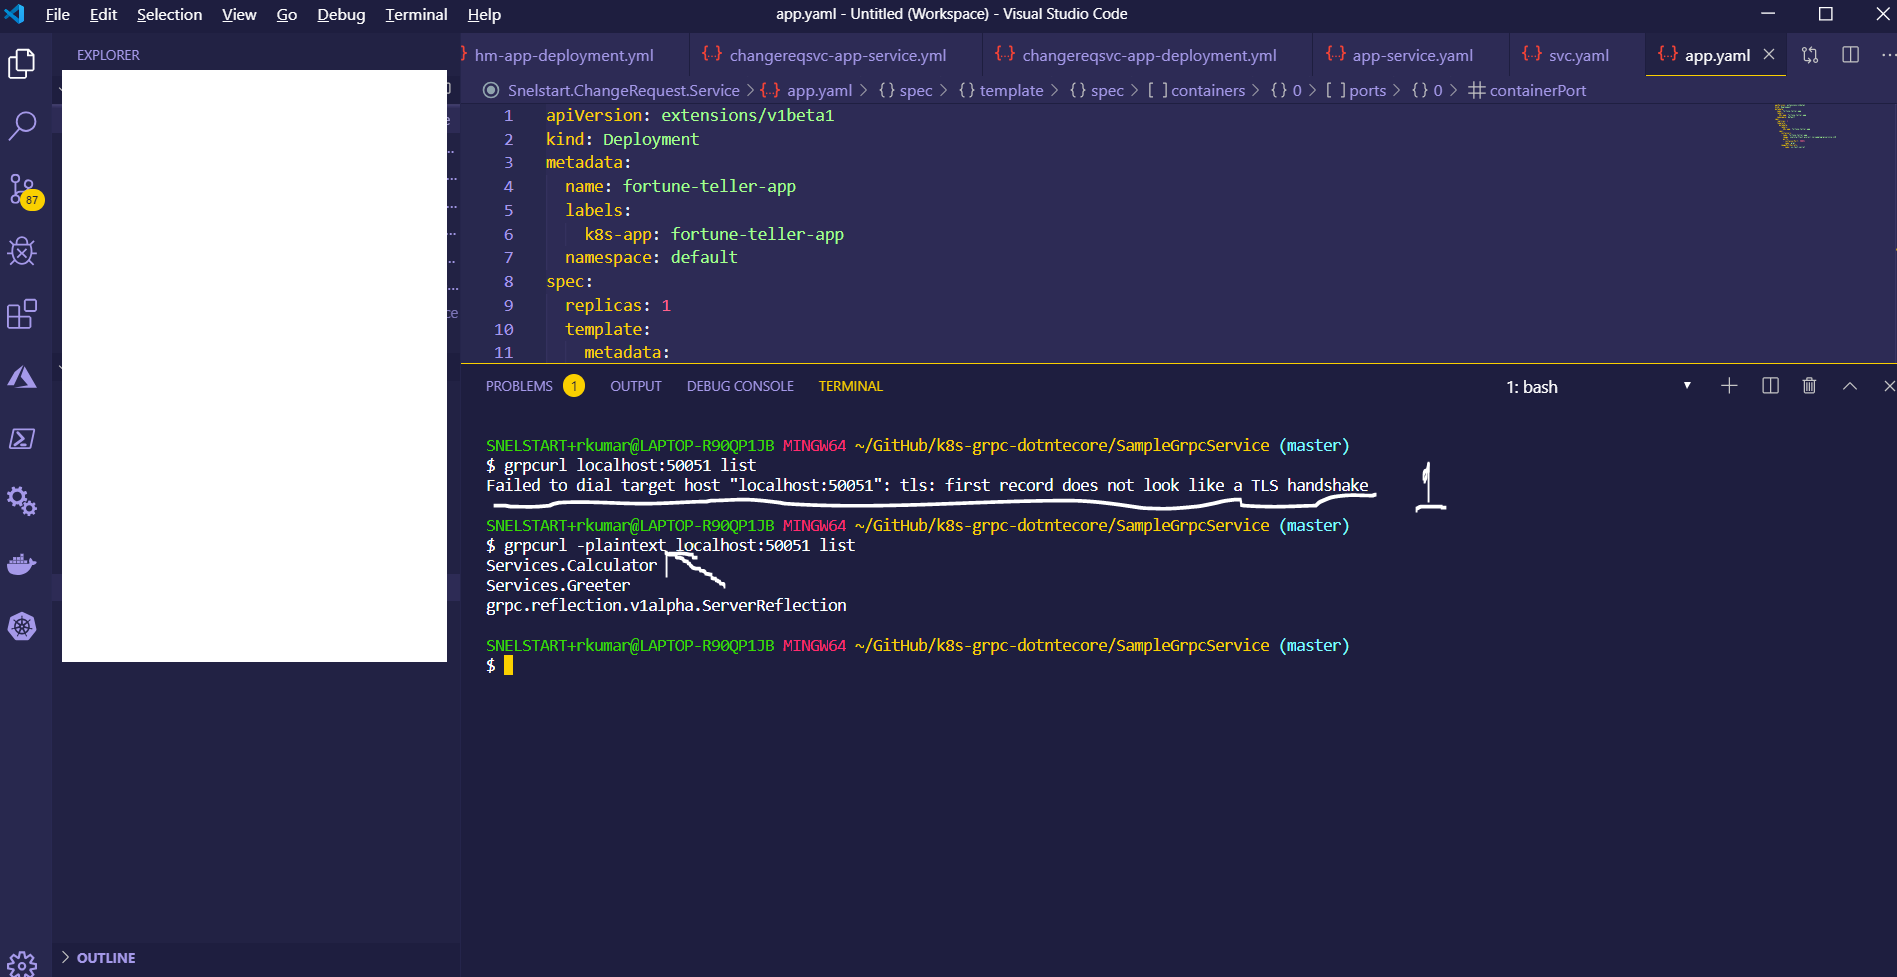 File Edit Selection View Go Debug Terminal Help
app.yaml - Untitled (Workspace) - Visual Studio Code
EXPLORER
hm-app-deployment.yml
changereqsvc-app-service.yml
changereqsvc-app-deployment.yml
app-service.yaml
svc.yaml
app.yaml
Snelstart.ChangeRequest.Service > {..} app.yaml > {} spec > {} template > {} spec > [ ] containers > {} 0 > [ ] ports > {} 0 > # containerPort
1 apiVersion: extensions/v1beta1
2 kind: Deployment
3 metadata:
4 name: fortune-teller-app
5 labels:
6 k8s-app: fortune-teller-app
7 namespace: default
8 spec:
9 replicas: 1
10 template:
11 metadata:
87
PROBLEMS 1 OUTPUT DEBUG CONSOLE TERMINAL
1: bash
SNELSTART+rkumar@LAPTOP-R90QP1JB MINGW64 ~/GitHub/k8s-grpc-dotntecore/SampleGrpcService (master)
$ grpcurl localhost:50051 list
Failed to dial target host "localhost:50051": tls: first record does not look like a TLS handshake
1
SNELSTART+rkumar@LAPTOP-R90QP1JB MINGW64 ~/GitHub/k8s-grpc-dotntecore/SampleGrpcService (master)
$ grpcurl -plaintext localhost:50051 list
Services.Calculator
Services.Greeter
grpc.reflection.v1alpha.ServerReflection
SNELSTART+rkumar@LAPTOP-R90QP1JB MINGW64 ~/GitHub/k8s-grpc-dotntecore/SampleGrpcService (master)
$
OUTLINE